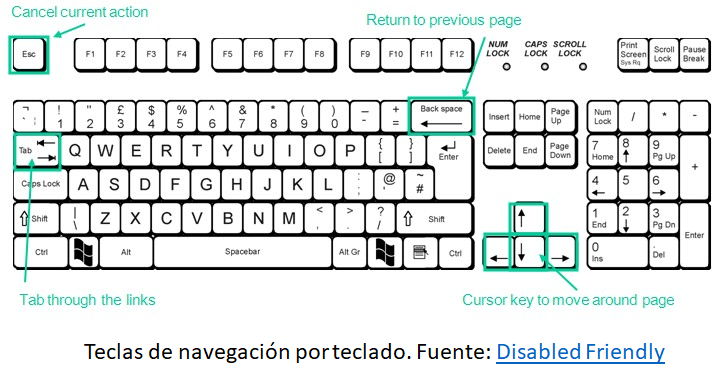 Cancel current action
Return to previous page
Esc F1 F2 F3 F4 F5 F6 F7 F8 F9 F10 F11 F12
NUM LOCK CAPS LOCK SCROLL LOCK
Print Screen Sys Rq Scroll Lock Pause Break
¬ ` ! 1 " 2 £ 3 $ 4 % 5 ^ 6 & 7 * 8 ( 9 ) 0 – - + = Back space
Insert Home Page Up Num Lock / * -
Tab Q W E R T Y U I O P { [ } ] Enter
Delete End Page Down 7 Home 8 9 Pg Up +
Caps Lock A S D F G H J K L : ; @ ' ~ #
4 5 6
Shift | \ Z X C V B N M < , > . ? / Shift
1 End 2 3 Pg Dn Enter
Ctrl Alt Spacebar Alt Gr Ctrl
0 Ins . Del
Tab through the links
Cursor key to move around page
Teclas de navegación por teclado. Fuente: Disabled Friendly